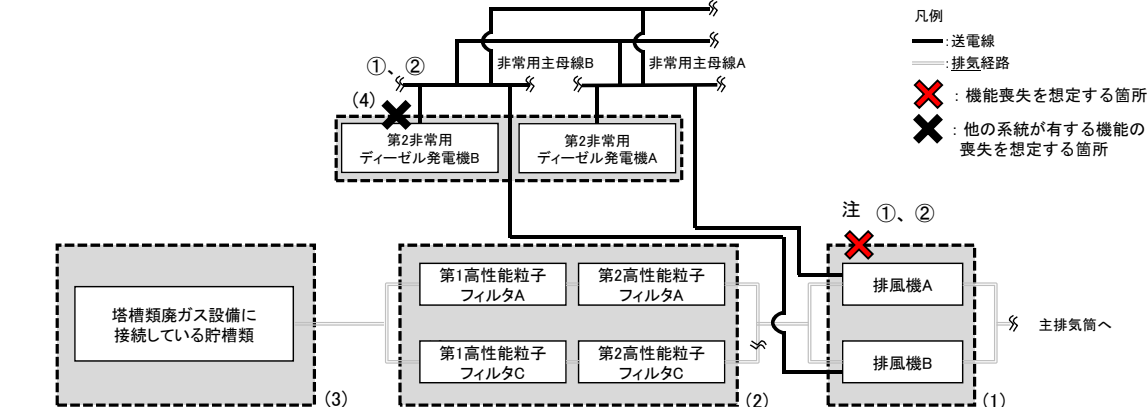 凡例
:送電線
:排気経路
:機能喪失を想定する箇所
:他の系統が有する機能の
喪失を想定する箇所
非常用主母線B
非常用主母線A
①、②
(4)
第2非常用
ディーゼル発電機B
第2非常用
ディーゼル発電機A
注 ①、②
塔槽類廃ガス設備に
接続している貯槽類
(3)
第1高性能粒子
フィルタA
第2高性能粒子
フィルタA
第1高性能粒子
フィルタC
第2高性能粒子
フィルタC
(2)
排風機A
排風機B
(1)
主排気筒へ